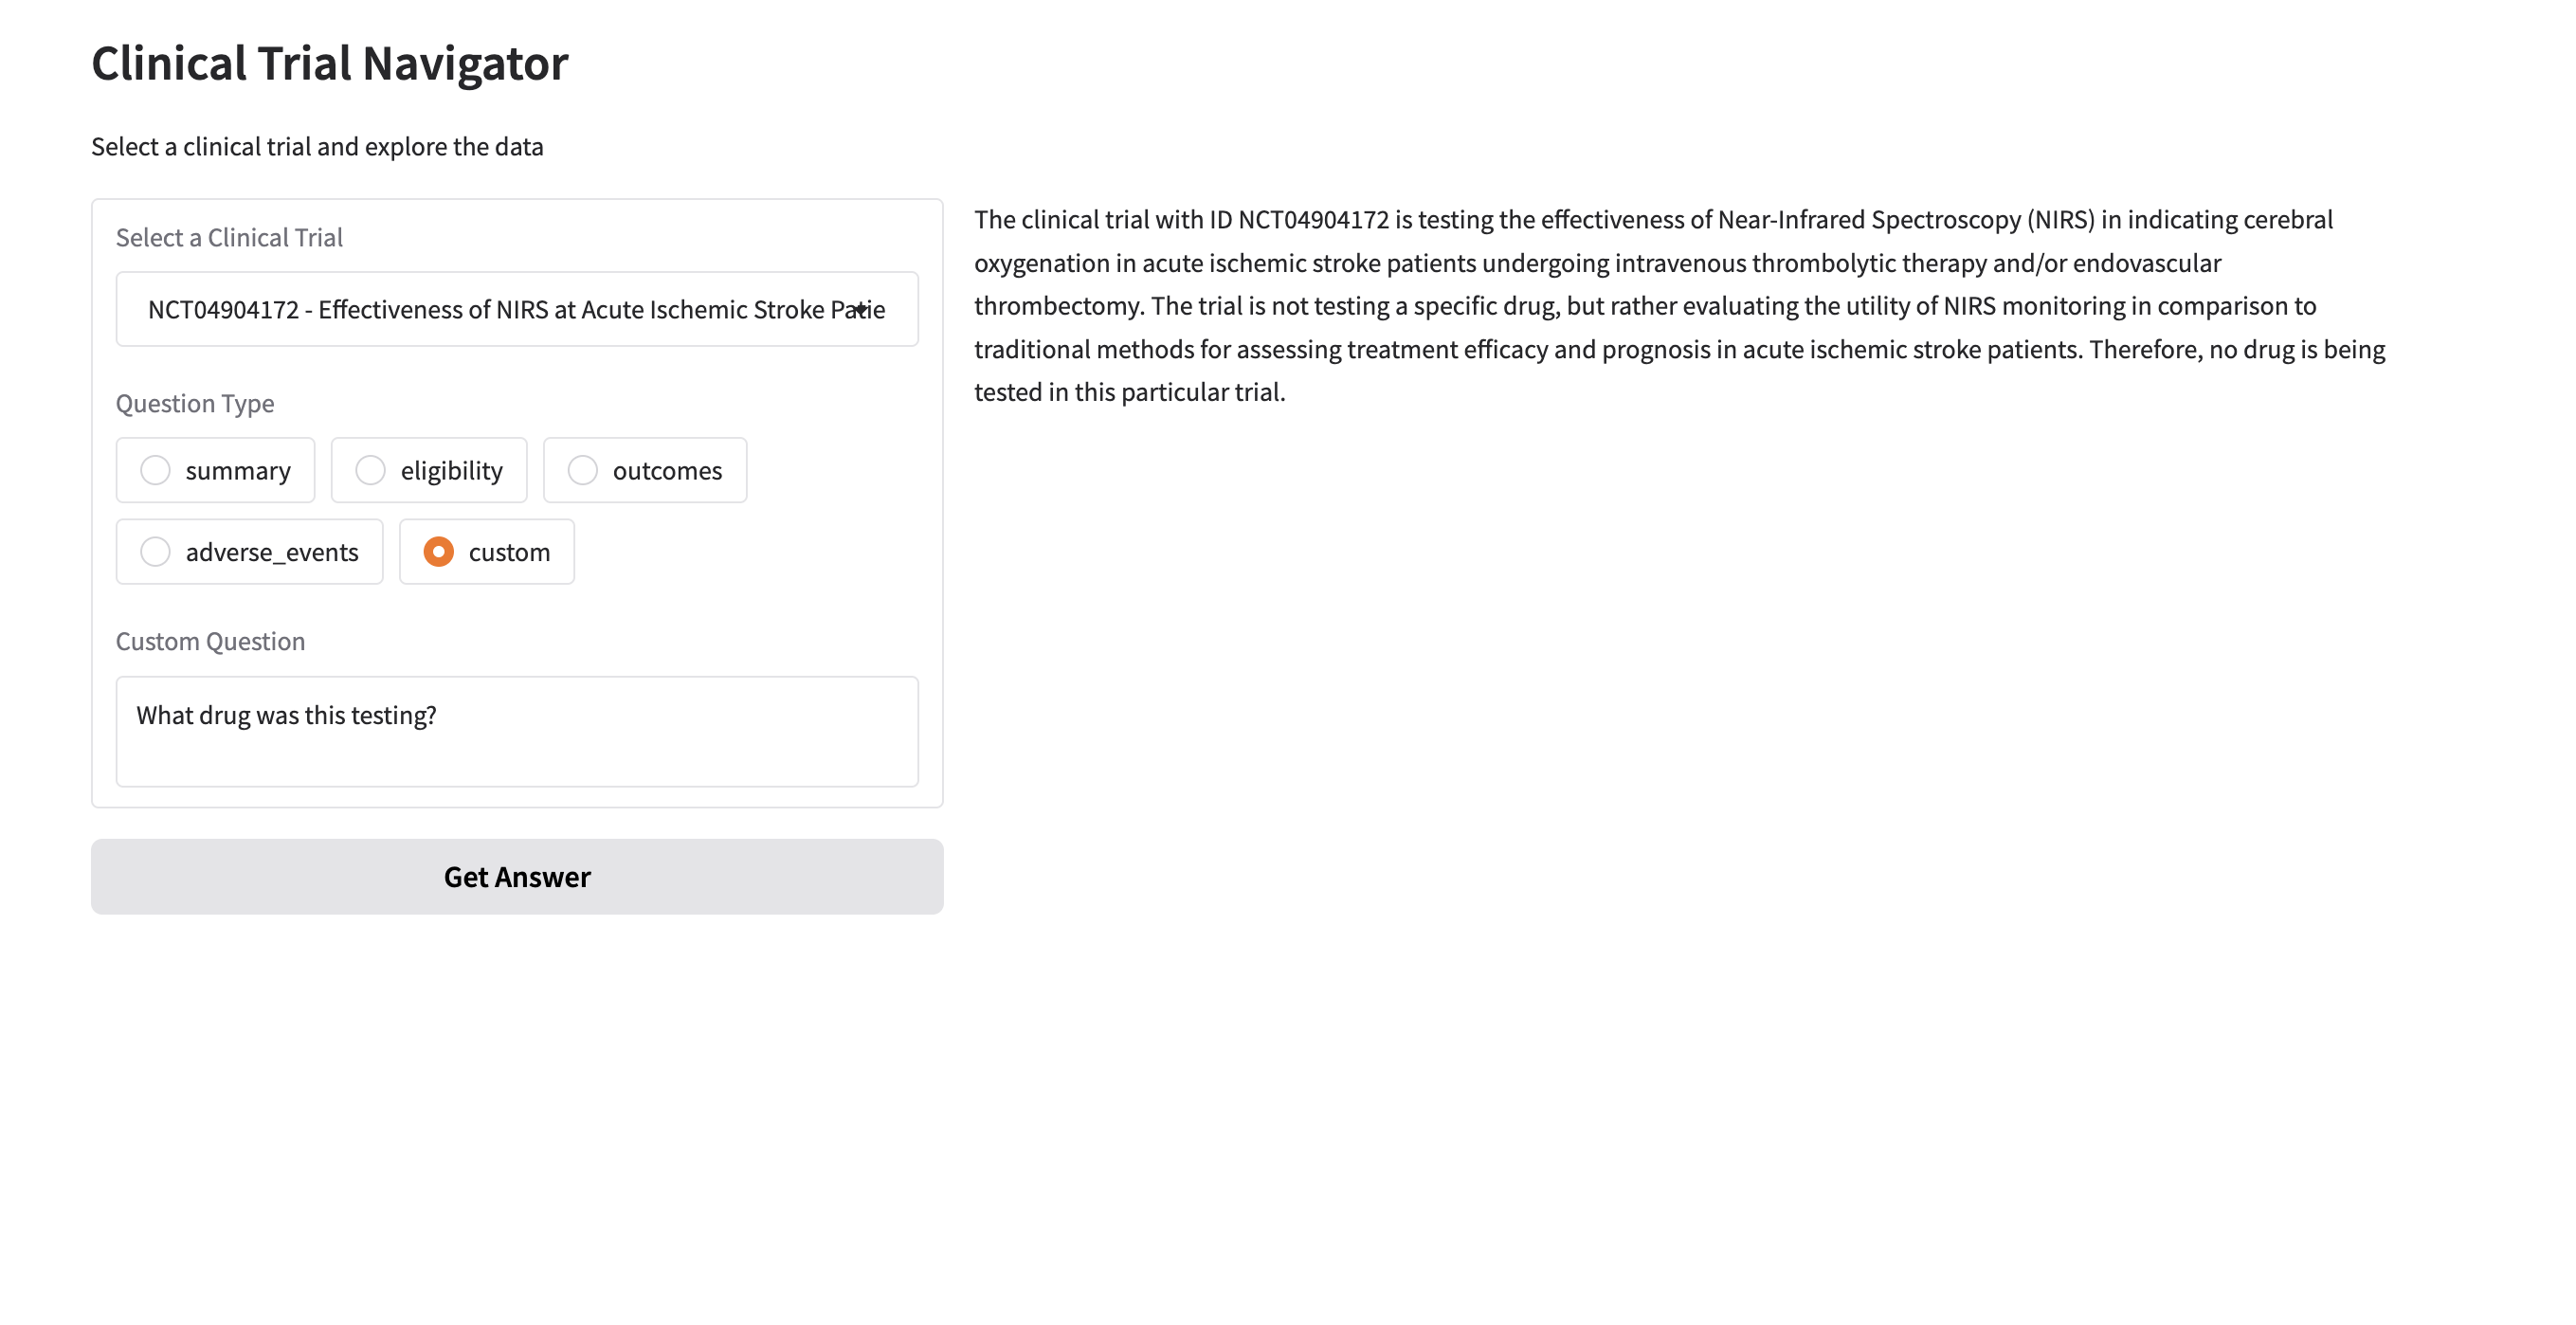 Clinical Trial Navigator
Select a clinical trial and explore the data
Select a Clinical Trial
NCT04904172 - Effectiveness of NIRS at Acute Ischemic Stroke Patie
Question Type
summary
eligibility
outcomes
adverse_events
custom
Custom Question
What drug was this testing?
Get Answer
The clinical trial with ID NCT04904172 is testing the effectiveness of Near-Infrared Spectroscopy (NIRS) in indicating cerebral
oxygenation in acute ischemic stroke patients undergoing intravenous thrombolytic therapy and/or endovascular
thrombectomy. The trial is not testing a specific drug, but rather evaluating the utility of NIRS monitoring in comparison to
traditional methods for assessing treatment efficacy and prognosis in acute ischemic stroke patients. Therefore, no drug is being
tested in this particular trial.